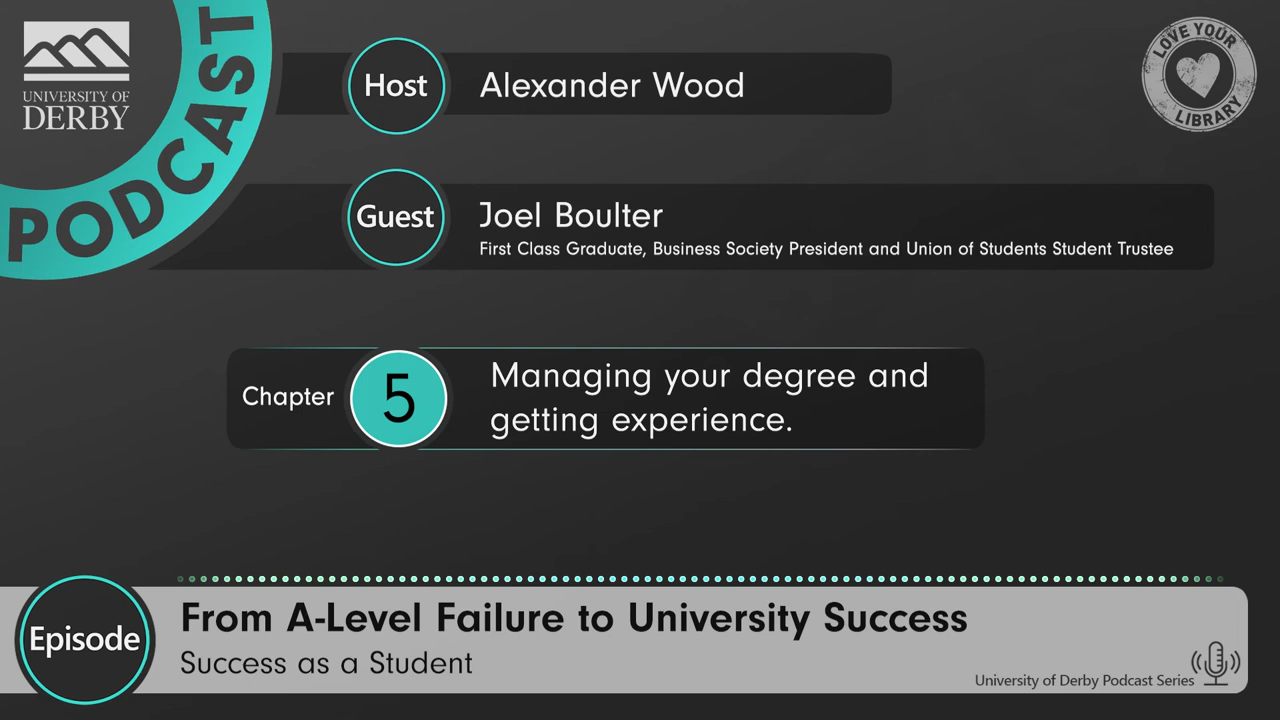 UNIVERSITY OF
DERBY
PODCAST
Host
Alexander Wood
LOVE YOUR
LIBRARY
Guest
Joel Boulter
First Class Graduate, Business Society President and Union of Students Student Trustee
Chapter
5
Managing your degree and
getting experience.
Episode
From A-Level Failure to University Success
Success as a Student
University of Derby Podcast Series